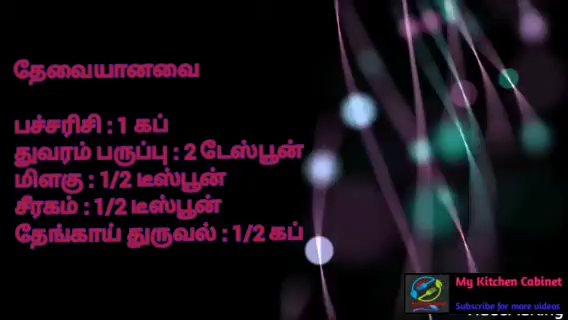 தேவையானவை
பச்சரிசி : 1 கப்
துவரம் பருப்பு : 2 டேஸ்பூன்
மிளகு : 1/2 டீஸ்பூன்
சீரகம் : 1/2 டீஸ்பூன்
தேங்காய் துருவல் : 1/2 கப்
My Kitchen Cabinet
Subscribe for more videos